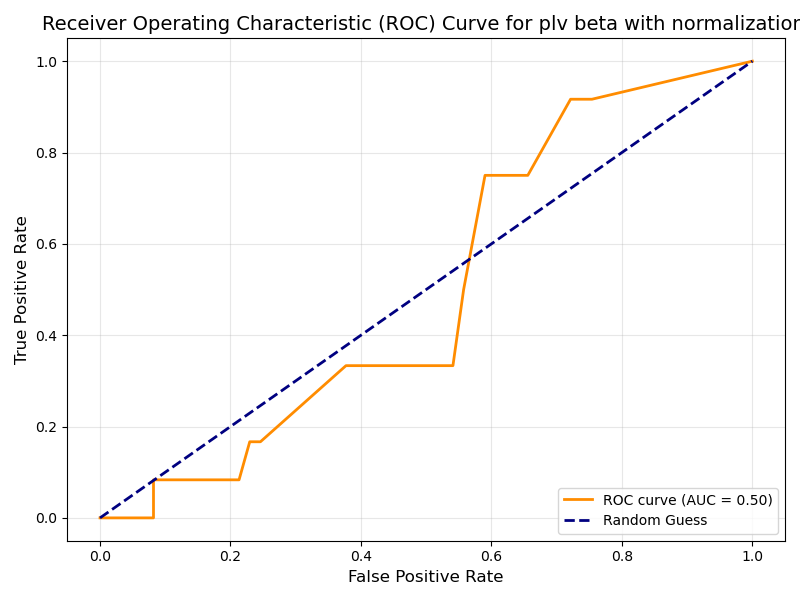 Receiver Operating Characteristic (ROC) Curve for plv beta with normalization
1.0
0.8
0.6
0.4
0.2
0.0
True Positive Rate
0.0 0.2 0.4 0.6 0.8 1.0
False Positive Rate
ROC curve (AUC = 0.50)
Random Guess